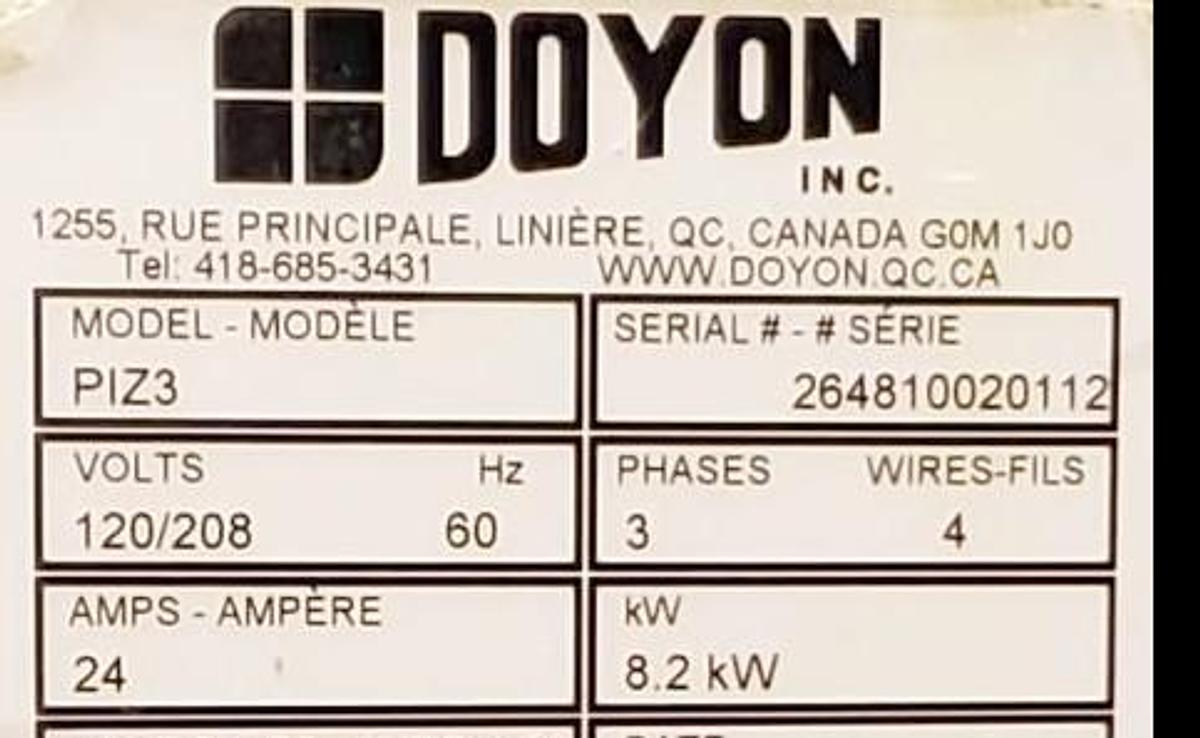 DOYON
INC.
1255, RUE PRINCIPALE, LINIÈRE, QC, CANADA G0M 1J0
Tel: 418-685-3431 WWW.DOYON.QC.CA
MODEL - MODÈLE SERIAL # - # SÉRIE
PIZ3 264810020112
VOLTS Hz PHASES WIRES-FILS
120/208 60 3 4
AMPS - AMPÈRE kW
24 8.2 kW